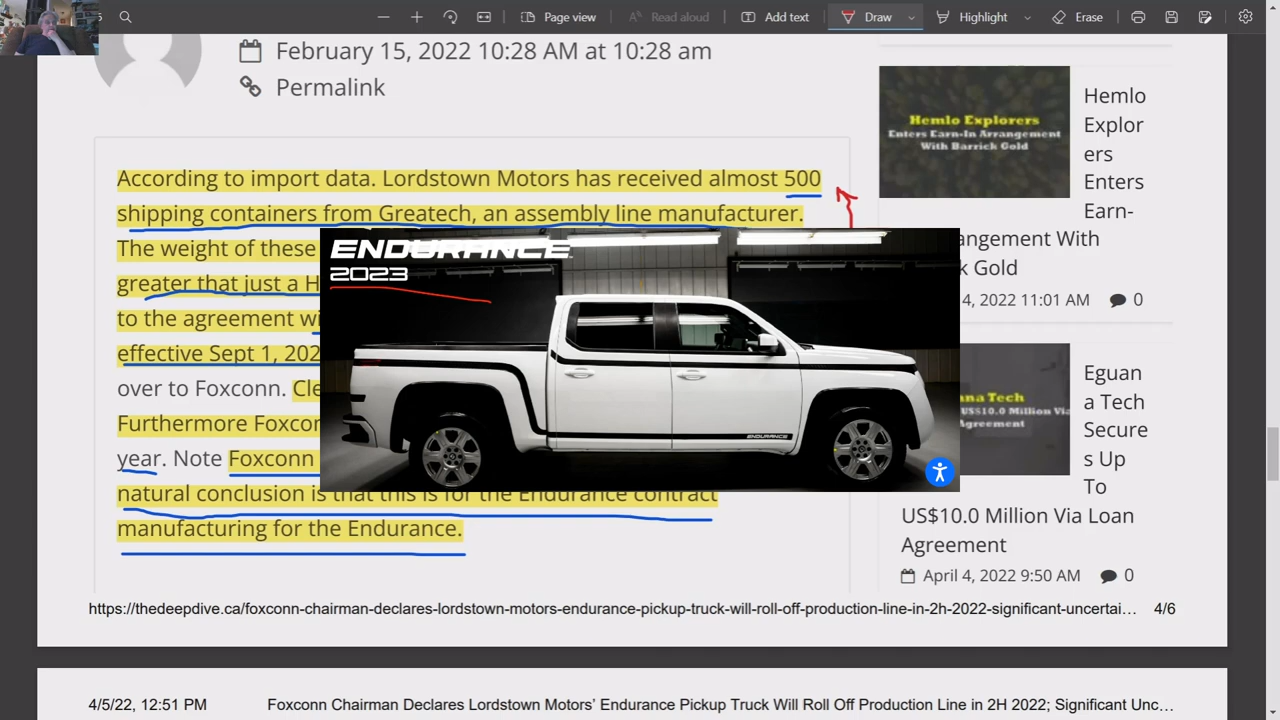 5
Page view
Read aloud
Add text
Draw
Highlight
Erase
February 15, 2022 10:28 AM at 10:28 am
Permalink
According to import data. Lordstown Motors has received almost 500
shipping containers from Greatech, an assembly line manufacturer.
The weight of these
greater that just a H
to the agreement wi
effective Sept 1, 202
over to Foxconn. Cle
Furthermore Foxcon
year. Note Foxconn
natural conclusion is that this is for the Endurance contract
manufacturing for the Endurance.
ENDURANCE
2023
ENDURANCE
Hemlo Explorers
Enters Earn-In Arrangement
With Barrick Gold
Hemlo
Explor
ers
Enters
Earn-
angement With
k Gold
4, 2022 11:01 AM 0
na Tech
US$10.0 Million Via
Agreement
Eguan
a Tech
Secure
s Up
To
US$10.0 Million Via Loan
Agreement
April 4, 2022 9:50 AM 0
https://thedeepdive.ca/foxconn-chairman-declares-lordstown-motors-endurance-pickup-truck-will-roll-off-production-line-in-2h-2022-significant-uncertai… 4/6
4/5/22, 12:51 PM Foxconn Chairman Declares Lordstown Motors’ Endurance Pickup Truck Will Roll Off Production Line in 2H 2022; Significant Unc…